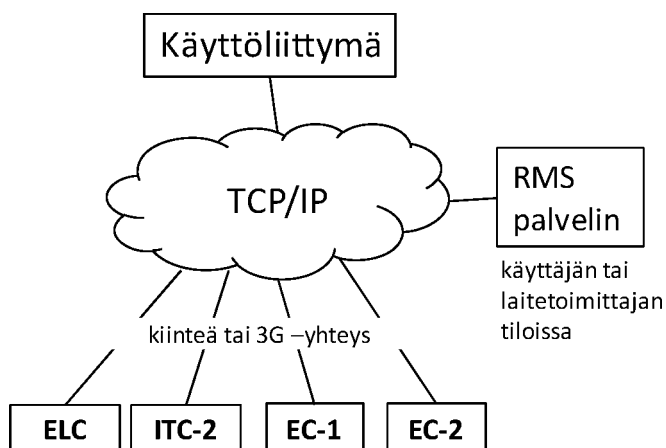 Käyttöliittymä
TCP/IP
RMS
palvelin
käyttäjän tai
laitetoimittajan
tiloissa
kiinteä tai 3G –yhteys
ELC
ITC-2
EC-1
EC-2